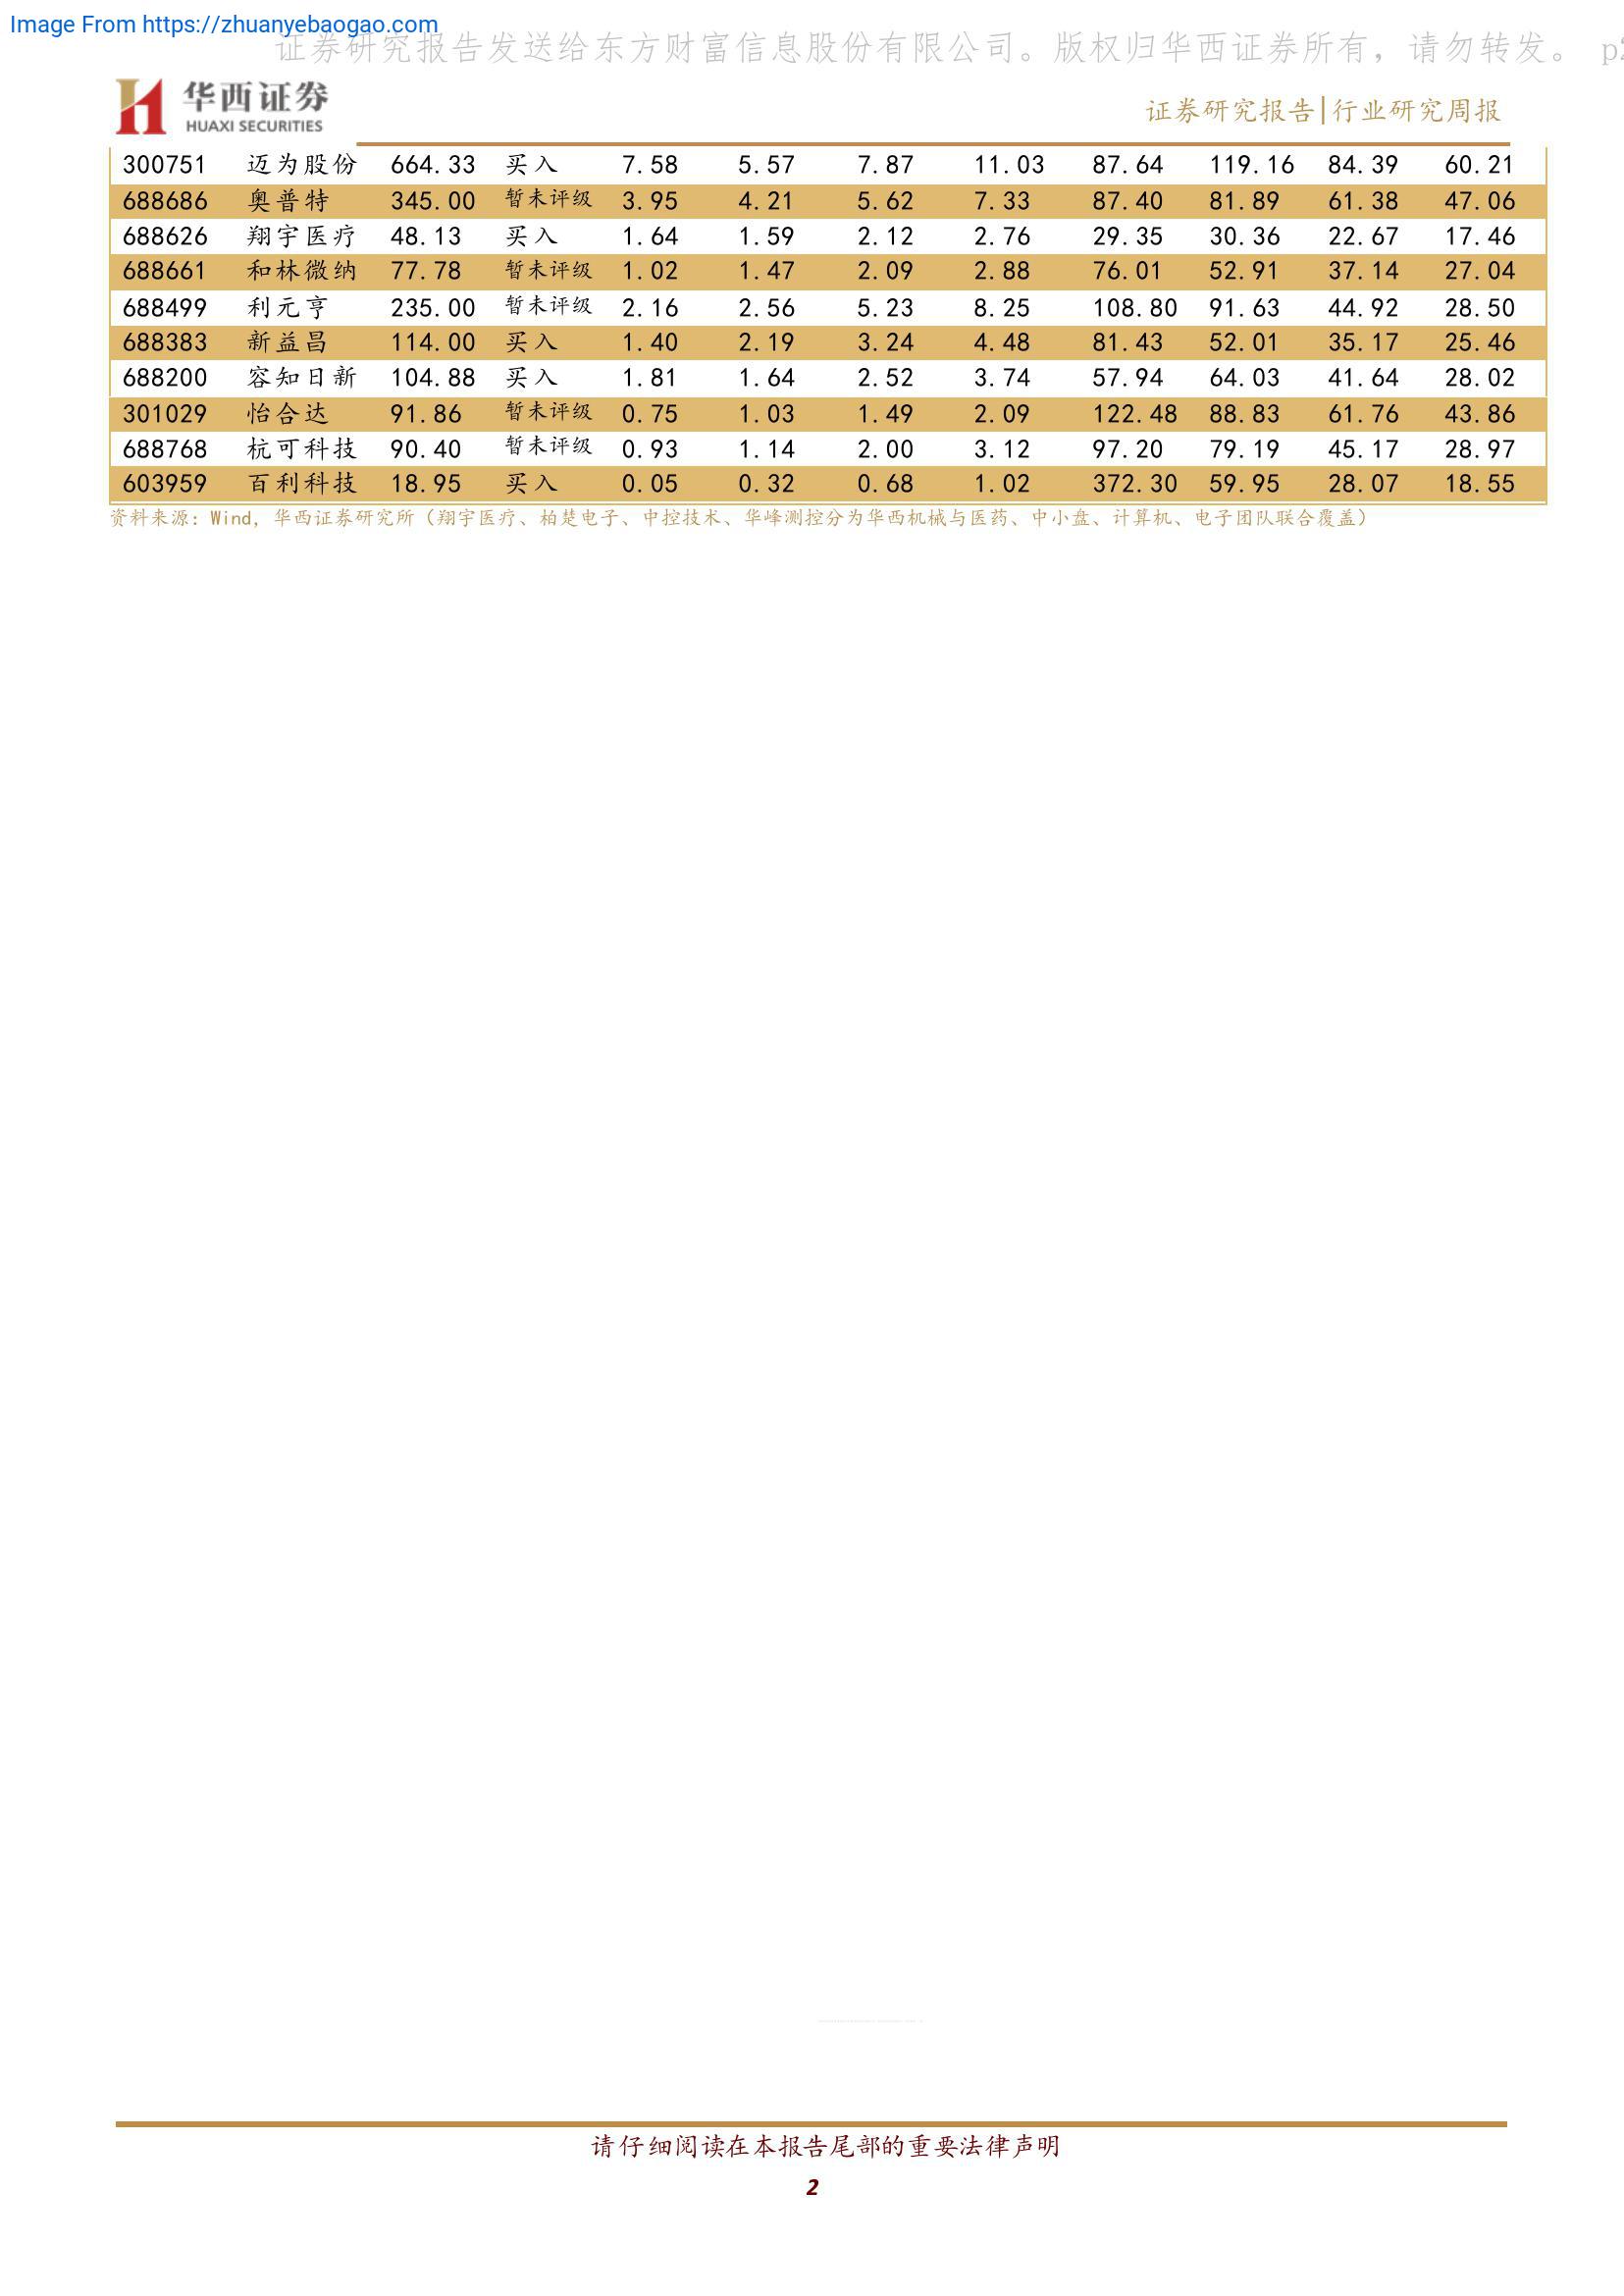 Image From https://zhuanyebaogao.com
证券研究报告发送给东方财富信息股份有限公司。版权归华西证券所有，请勿转发。 p2
华西证券
HUAXI SECURITIES
证券研究报告|行业研究周报
300751 迈为股份 664.33 买入 7.58 5.57 7.87 11.03 87.64 119.16 84.39 60.21
688686 奥普特 345.00 暂未评级 3.95 4.21 5.62 7.33 87.40 81.89 61.38 47.06
688626 翔宇医疗 48.13 买入 1.64 1.59 2.12 2.76 29.35 30.36 22.67 17.46
688661 和林微纳 77.78 暂未评级 1.02 1.47 2.09 2.88 76.01 52.91 37.14 27.04
688499 利元亨 235.00 暂未评级 2.16 2.56 5.23 8.25 108.80 91.63 44.92 28.50
688383 新益昌 114.00 买入 1.40 2.19 3.24 4.48 81.43 52.01 35.17 25.46
688200 容知日新 104.88 买入 1.81 1.64 2.52 3.74 57.94 64.03 41.64 28.02
301029 怡合达 91.86 暂未评级 0.75 1.03 1.49 2.09 122.48 88.83 61.76 43.86
688768 杭可科技 90.40 暂未评级 0.93 1.14 2.00 3.12 97.20 79.19 45.17 28.97
603959 百利科技 18.95 买入 0.05 0.32 0.68 1.02 372.30 59.95 28.07 18.55
资料来源：Wind, 华西证券研究所（翔宇医疗、柏楚电子、中控技术、华峰测控分为华西机械与医药、中小盘、计算机、电子团队联合覆盖）
请仔细阅读在本报告尾部的重要法律声明
2